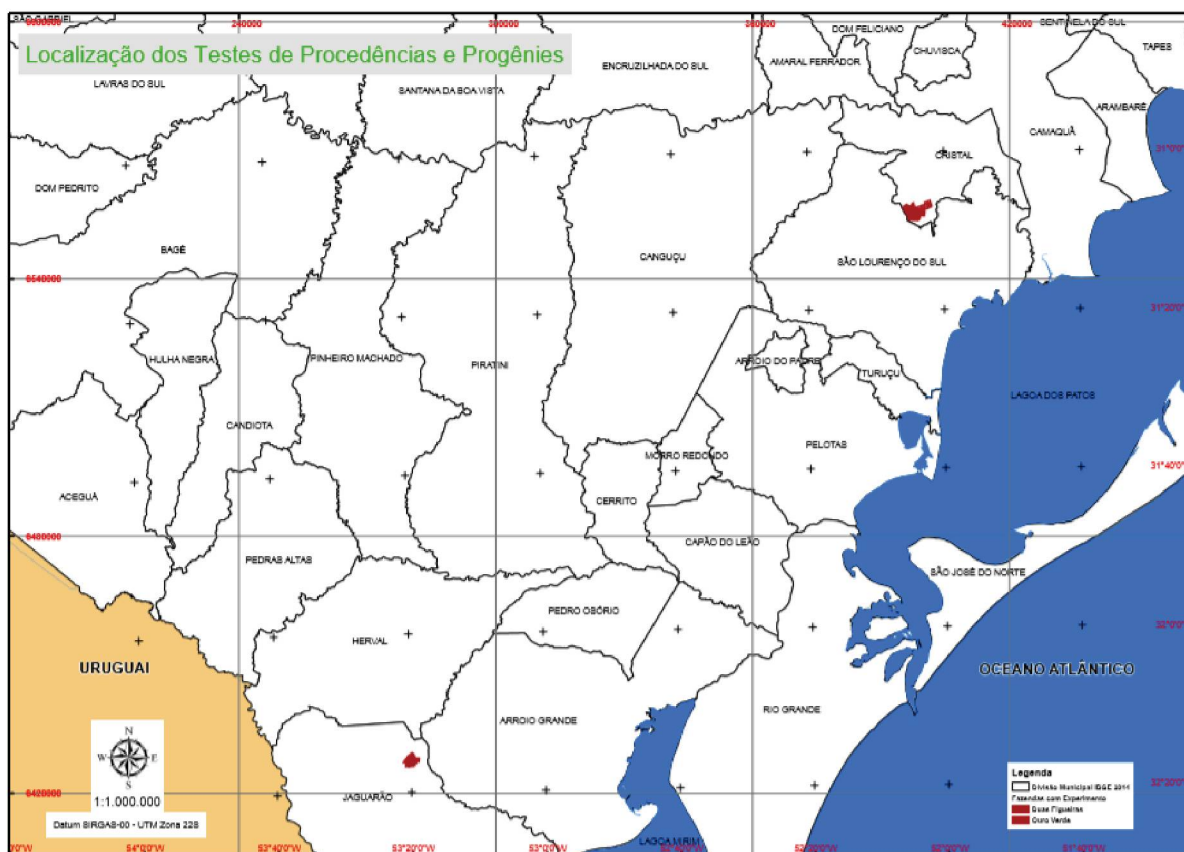 SÃO GABRIEL
240000
300000
360000
420000
SENTINELA DO SUL
Localização dos Testes de Procedências e Progênies
DOM FELICIANO
CHUVISCA
TAPES
ENCRUZILHADA DO SUL
AMARAL FERRADOR
LAVRAS DO SUL
SANTANA DA BOA VISTA
ARAMBARÉ
CAMAQUÃ
CRISTAL
DOM PEDRITO
BAGÉ
CANGUÇU
SÃO LOURENÇO DO SUL
6540000
31°20'0"
HULHA NEGRA
PINHEIRO MACHADO
PIRATINI
ARROIO DO PADRE
TURUÇU
LAGOA DOS PATOS
CANDIOTA
PELOTAS
MORRO REDONDO
31°40'0"
ACEGUÁ
CERRITO
6480000
PEDRAS ALTAS
CAPÃO DO LEÃO
SÃO JOSÉ DO NORTE
PEDRO OSÓRIO
32°0'0"
HERVAL
URUGUAI
OCEANO ATLÂNTICO
ARROIO GRANDE
RIO GRANDE
N
W E
S
1:1.000.000
JAGUARÃO
6420000
32°20'0"
Legenda
Divisão Municipal IBGE 2014
Fazendas com Experimento
Duas Figueiras
Ouro Verde
Datum SIRGAS-00 - UTM Zona 22S
LAGOA MIRIM
54°0'0"W
53°40'0"W
53°20'0"W
53°0'0"W